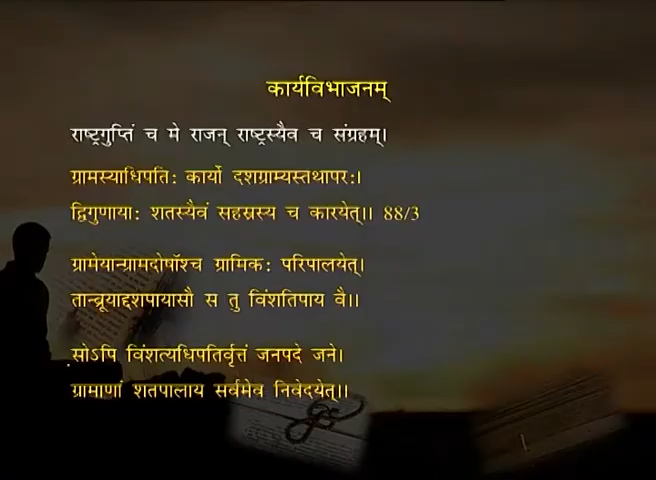 कार्यविभाजनम्
राष्ट्रगुप्तिं च मे राजन् राष्ट्रस्यैव च संग्रहम्।
ग्रामस्याधिपतिः कार्यो दशग्राम्यस्तथापरः।
द्विगुणायाः शतस्यैवं सहस्रस्य च कारयेत्।। 88/3
ग्रामेयान्ग्रामदोषाँश्च ग्रामिकः परिपालयेत्।
तान्ब्रूयाद्दशपायासौ स तु विंशतिपाय वै।।
सोऽपि विंशत्यधिपतिर्वृत्तं जनपदे जने।
ग्रामाणां शतपालाय सर्वमेव निवेदयेत्।।